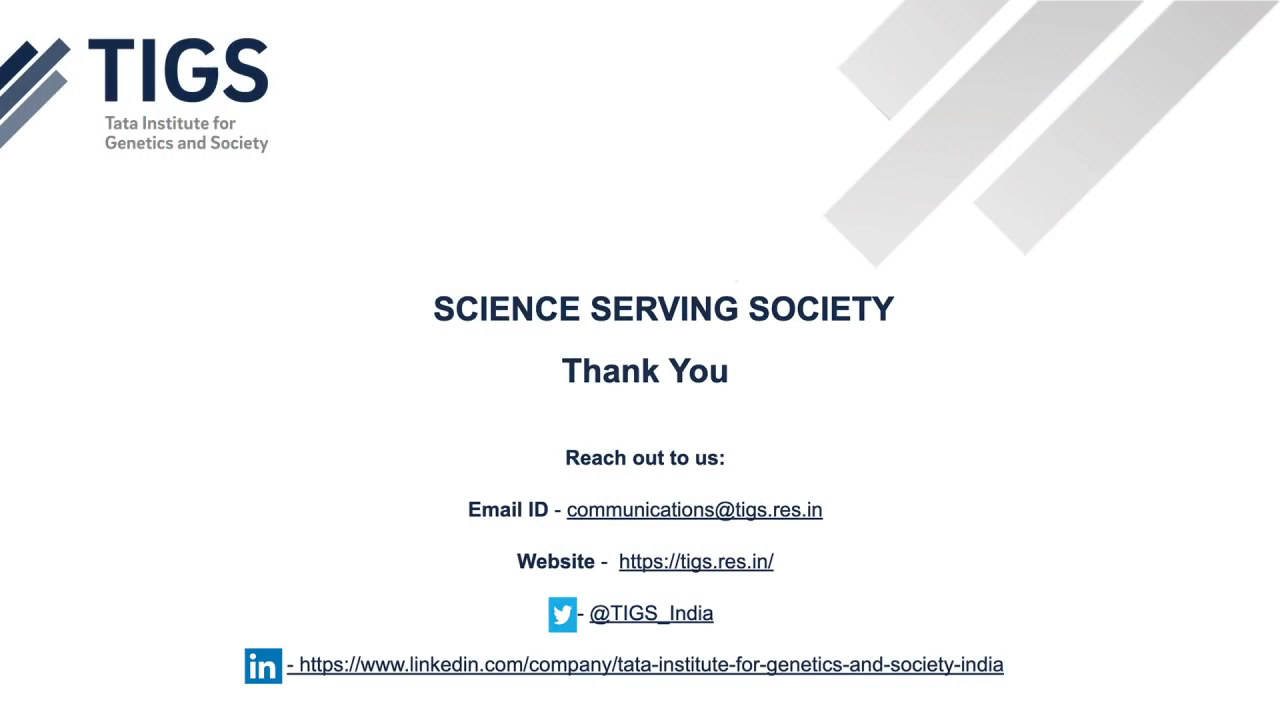 TIGS
Tata Institute for
Genetics and Society
SCIENCE SERVING SOCIETY
Thank You
Reach out to us:
Email ID - communications@tigs.res.in
Website - https://tigs.res.in/
- @TIGS_India
in - https://www.linkedin.com/company/tata-institute-for-genetics-and-society-india